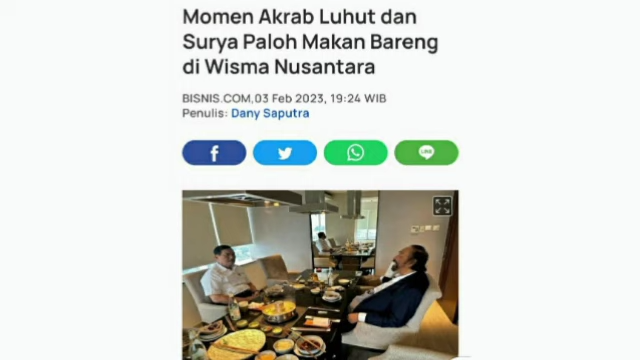 Momen Akrab Luhut dan
Surya Paloh Makan Bareng
di Wisma Nusantara
BISNIS.COM,03 Feb 2023, 19:24 WIB
Penulis: Dany Saputra
f
LINE